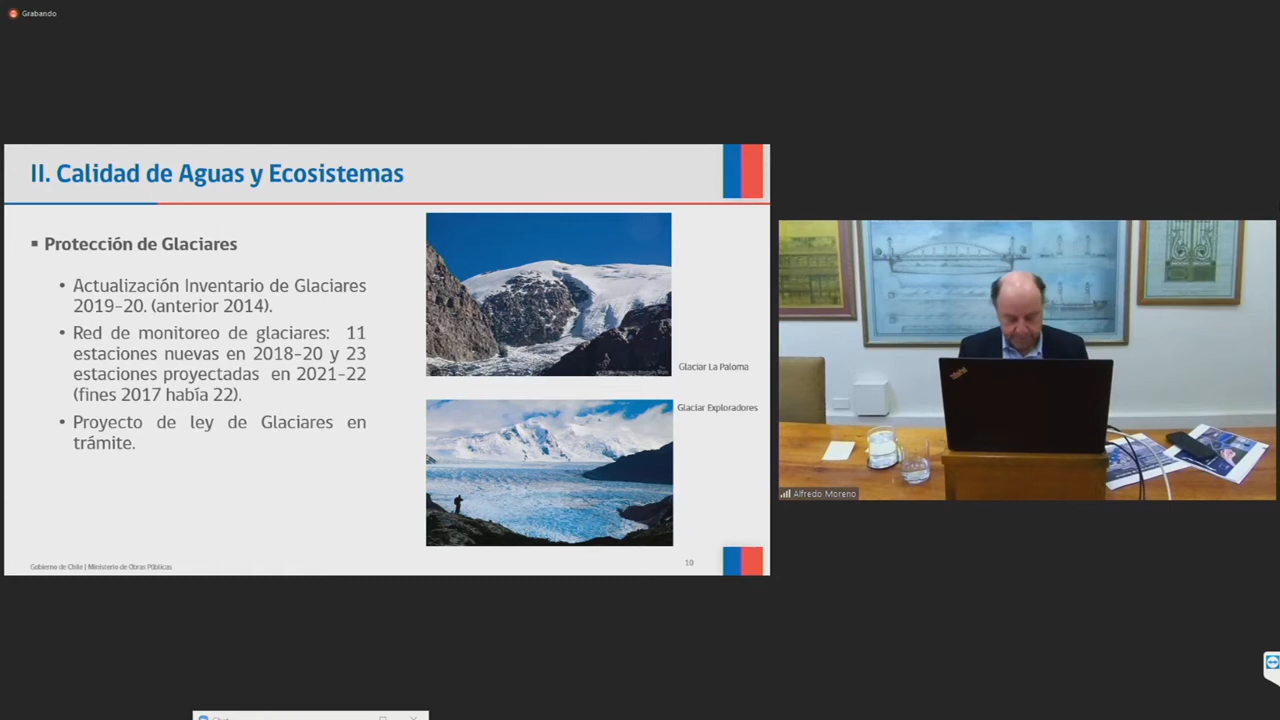 Grabando
II. Calidad de Aguas y Ecosistemas
▪ Protección de Glaciares
• Actualización Inventario de Glaciares
2019-20. (anterior 2014).
• Red de monitoreo de glaciares: 11
estaciones nuevas en 2018-20 y 23
estaciones proyectadas en 2021-22
(fines 2017 había 22).
• Proyecto de ley de Glaciares en
trámite.
Glaciar La Paloma
Glaciar Exploradores
Gobierno de Chile | Ministerio de Obras Públicas
10
ThinkPad
Alfredo Moreno